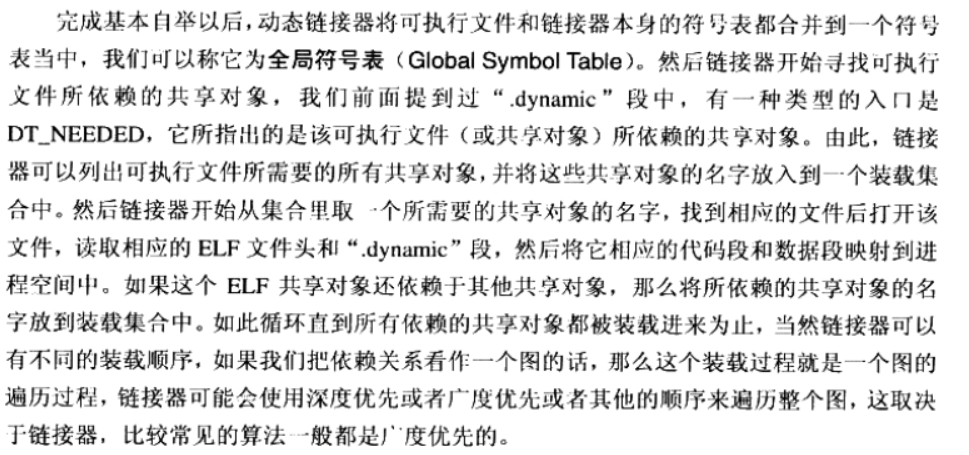 完成基本自举以后，动态链接器将可执行文件和链接器本身的符号表都合并到一个符号
表当中，我们可以称它为全局符号表（Global Symbol Table）。然后链接器开始寻找可执行
文件所依赖的共享对象，我们前面提到过“.dynamic”段中，有一种类型的入口是
DT_NEEDED，它所指出的是该可执行文件（或共享对象）所依赖的共享对象。由此，链接
器可以列出可执行文件所需要的所有共享对象，并将这些共享对象的名字放入到一个装载集
合中。然后链接器开始从集合里取一个所需要的共享对象的名字，找到相应的文件后打开该
文件，读取相应的 ELF 文件头和“.dynamic”段，然后将它相应的代码段和数据段映射到进
程空间中。如果这个 ELF 共享对象还依赖于其他共享对象，那么将所依赖的共享对象的名
字放到装载集合中。如此循环直到所有依赖的共享对象都被装载进来为止，当然链接器可以
有不同的装载顺序，如果我们把依赖关系看作一个图的话，那么这个装载过程就是一个图的
遍历过程，链接器可能会使用深度优先或者广度优先或者其他的顺序来遍历整个图，这取决
于链接器，比较常见的算法一般都是广度优先的。